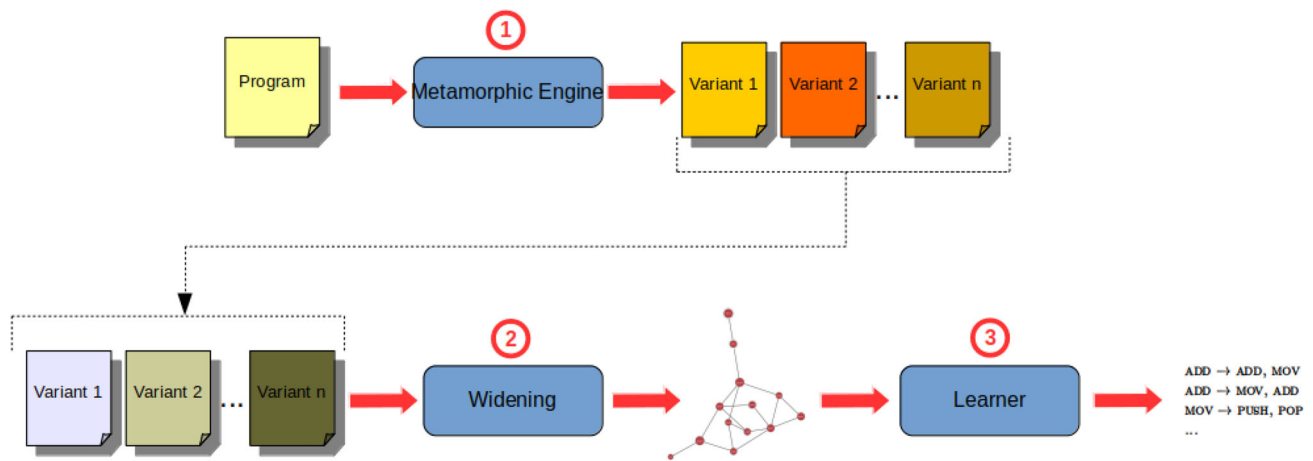 1
Program
Metamorphic Engine
Variant 1
Variant 2
...
Variant n
Variant 1
Variant 2
...
Variant n
2
Widening
3
Learner
ADD → ADD, MOV
ADD → MOV, ADD
MOV → PUSH, POP
...